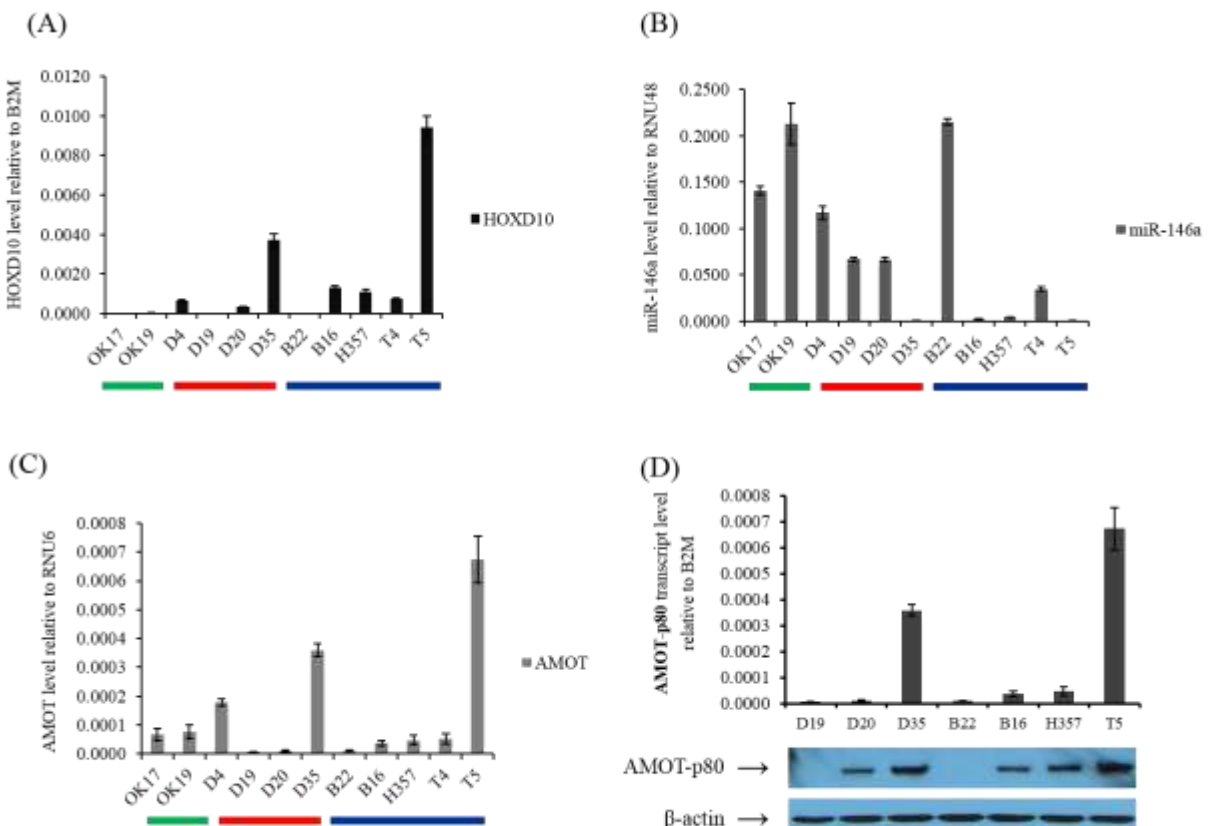 (A)
HOXD10 level relative to B2M
0.0120
0.0100
0.0080
0.0060
0.0040
0.0020
0.0000
OK17 OK19 D4 D19 D20 D35 B22 B16 H357 T4 T5
HOXD10
(B)
miR-146a level relative to RNU48
0.2500
0.2000
0.1500
0.1000
0.0500
0.0000
OK17 OK19 D4 D19 D20 D35 B22 B16 H357 T4 T5
miR-146a
(C)
AMOT level relative to RNU6
0.0008
0.0007
0.0006
0.0005
0.0004
0.0003
0.0002
0.0001
0.0000
OK17 OK19 D4 D19 D20 D35 B22 B16 H357 T4 T5
AMOT
(D)
AMOT-p80 transcript level
relative to B2M
0.0008
0.0007
0.0006
0.0005
0.0004
0.0003
0.0002
0.0001
0.0000
D19 D20 D35 B22 B16 H357 T5
AMOT-p80 →
β-actin →